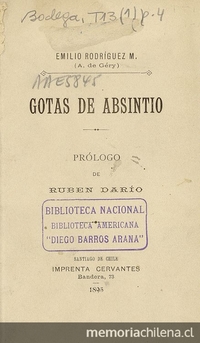 Bodega, T13 (1) p. 4
EMILIO RODRÍGUEZ M.
(A. de Géry)
AAE5845
GOTAS DE ABSINTIO
PRÓLOGO
DE
RUBEN DARÍO
BIBLIOTECA NACIONAL
BIBLIOTECA AMERICANA
"DIEGO BARROS ARANA"
SANTIAGO DE CHILE
IMPRENTA CERVANTES
Bandera, 73
memoriachilena.cl